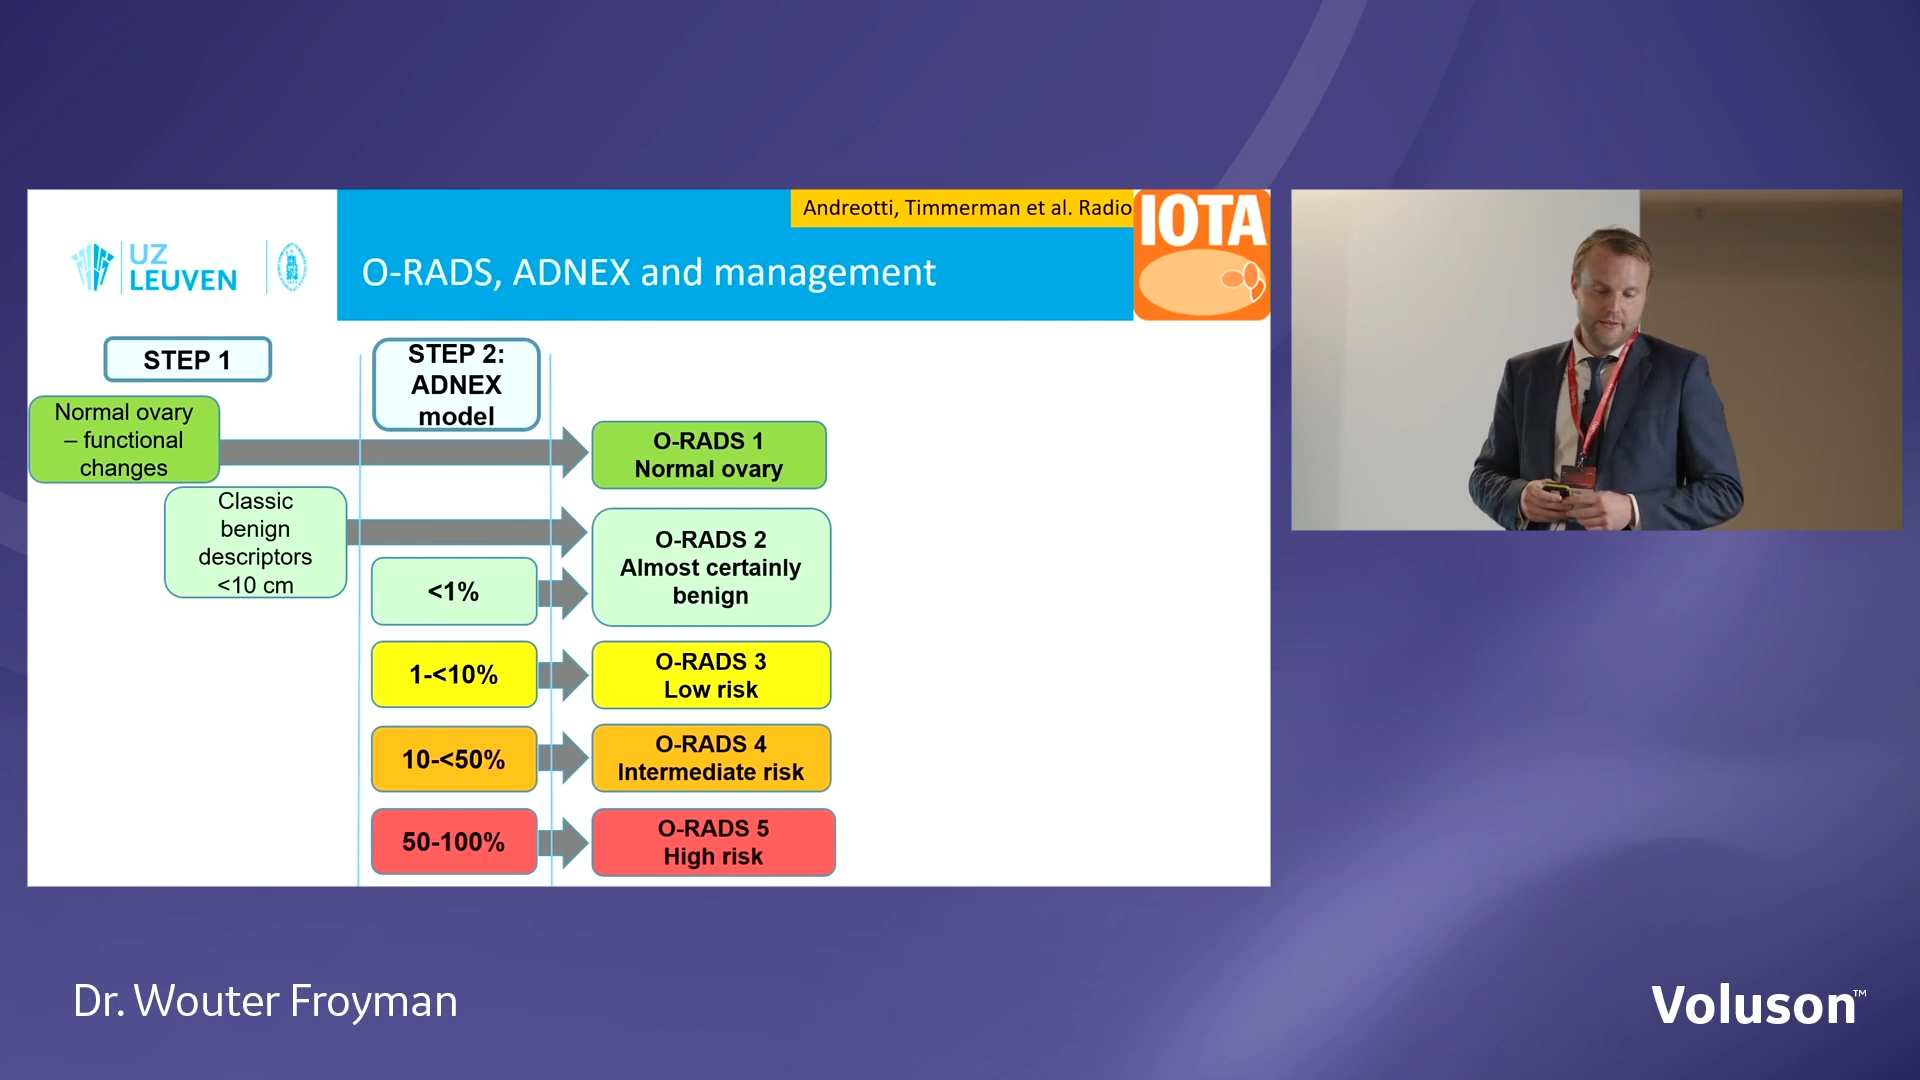 Andreotti, Timmerman et al. Radio
IOTA
UZ
LEUVEN
O-RADS, ADNEX and management
STEP 1
STEP 2:
ADNEX
model
Normal ovary
– functional
changes
O-RADS 1
Normal ovary
Classic
benign
descriptors
<10 cm
O-RADS 2
Almost certainly
benign
<1%
1-<10%
O-RADS 3
Low risk
10-<50%
O-RADS 4
Intermediate risk
50-100%
O-RADS 5
High risk
Dr. Wouter Froyman
Voluson™